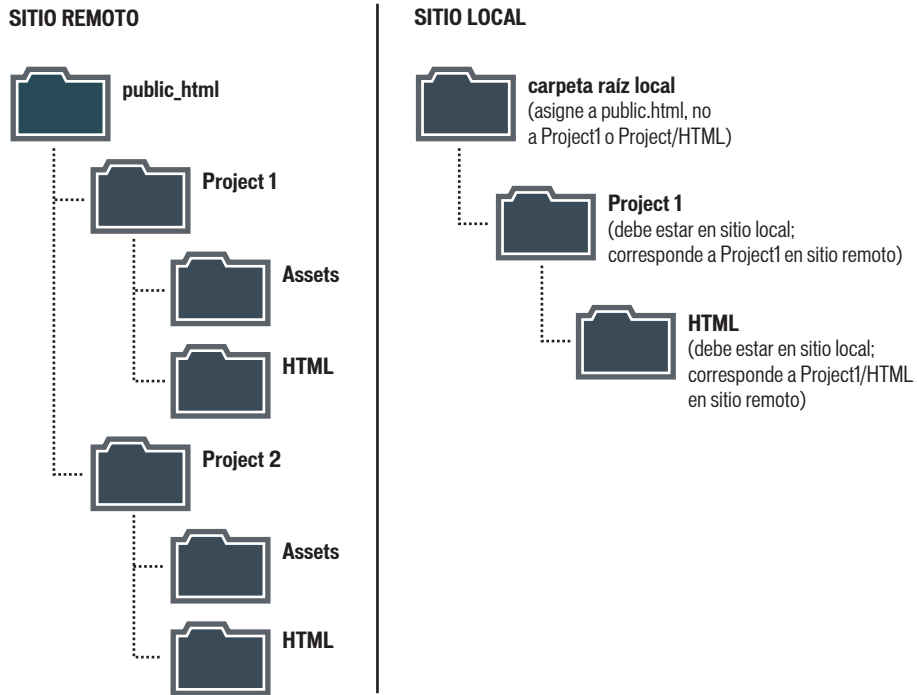 SITIO REMOTO
public_html
Project 1
Assets
HTML
Project 2
Assets
HTML
SITIO LOCAL
carpeta raíz local
(asigne a public.html, no
a Project1 o Project/HTML)
Project 1
(debe estar en sitio local;
corresponde a Project1 en sitio remoto)
HTML
(debe estar en sitio local;
corresponde a Project1/HTML
en sitio remoto)